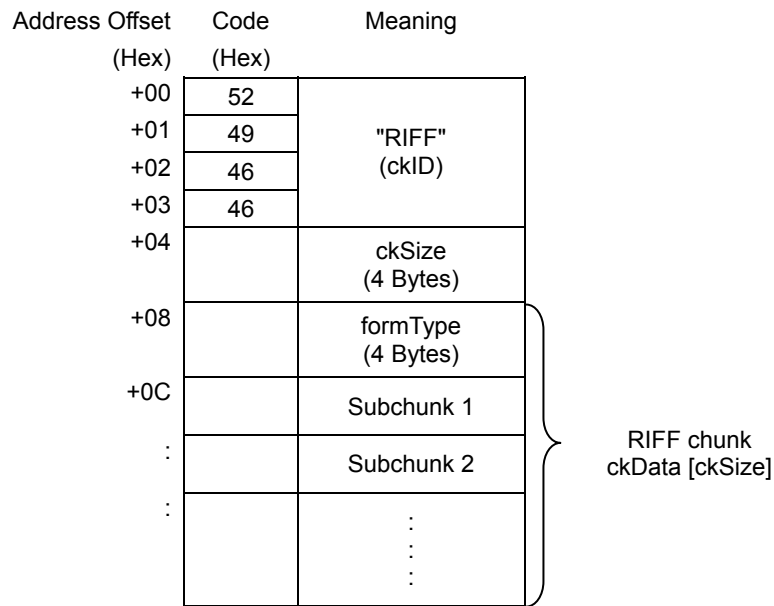 Address Offset Code Meaning
(Hex) (Hex)
+00 52
+01 49 "RIFF"
+02 46 (ckID)
+03 46
+04 ckSize
(4 Bytes)
+08 formType
(4 Bytes)
+0C Subchunk 1
: Subchunk 2
RIFF chunk
ckData [ckSize]
: :
:
: